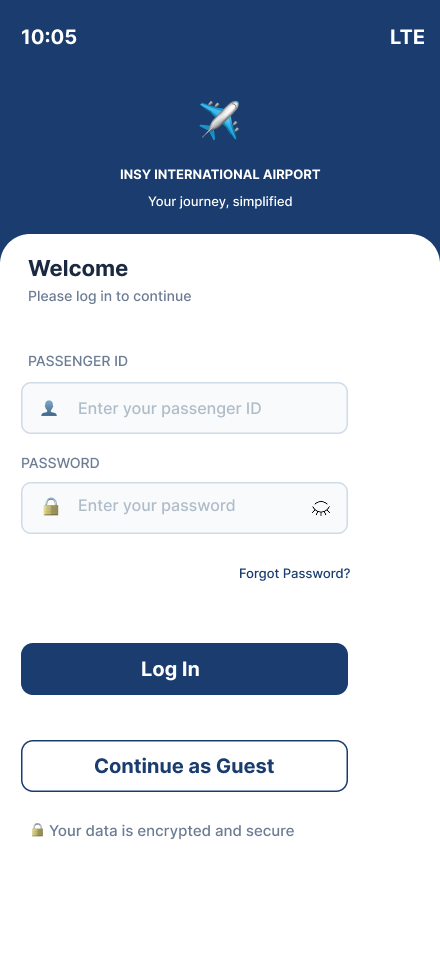 10:05 LTE
INSY INTERNATIONAL AIRPORT
Your journey, simplified
Welcome
Please log in to continue
PASSENGER ID
Enter your passenger ID
PASSWORD
Enter your password
Forgot Password?
Log In
Continue as Guest
Your data is encrypted and secure